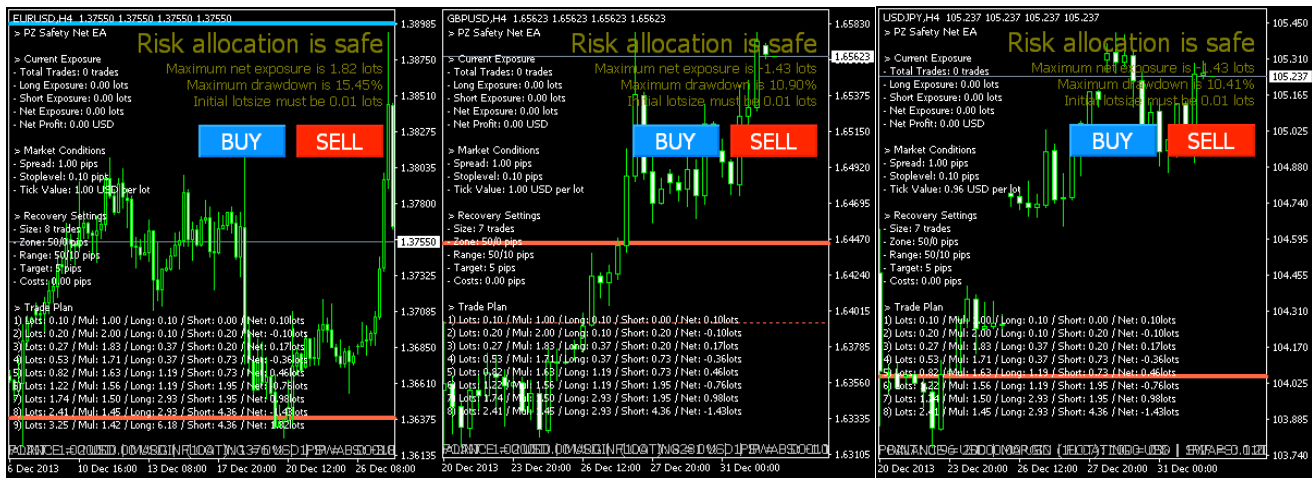 EURUSD,H4 1.37550 1.37550 1.37550 1.37550
> PZ Safety Net EA
Risk allocation is safe
Maximum net exposure is 1.82 lots
Maximum drawdown is 15.45%
Initial lotsize must be 0.01 lots
> Current Exposure
- Total Trades: 0 trades
- Long Exposure: 0.00 lots
- Short Exposure: 0.00 lots
- Net Exposure: 0.00 lots
- Net Profit: 0.00 USD
BUY
SELL
> Market Conditions
- Spread: 1.00 pips
- Stoplevel: 0.10 pips
- Tick Value: 1.00 USD per lot
> Recovery Settings
- Size: 8 trades
- Zone: 50/0 pips
- Range: 50/10 pips
- Target: 5 pips
- Costs: 0.00 pips
> Trade Plan
1) Lots: 0.10 / Mul: 1.00 / Long: 0.10 / Short: 0.00 / Net: 0.10lots
2) Lots: 0.20 / Mul: 2.00 / Long: 0.10 / Short: 0.20 / Net: -0.10lots
3) Lots: 0.27 / Mul: 1.83 / Long: 0.37 / Short: 0.20 / Net: 0.17lots
4) Lots: 0.53 / Mul: 1.71 / Long: 0.37 / Short: 0.73 / Net: -0.36lots
5) Lots: 0.82 / Mul: 1.63 / Long: 1.19 / Short: 0.73 / Net: 0.46lots
6) Lots: 1.22 / Mul: 1.56 / Long: 1.19 / Short: 1.95 / Net: -0.76lots
7) Lots: 1.74 / Mul: 1.50 / Long: 2.93 / Short: 1.95 / Net: 0.98lots
8) Lots: 2.41 / Mul: 1.45 / Long: 2.93 / Short: 4.36 / Net: -1.43lots
9) Lots: 3.25 / Mul: 1.42 / Long: 6.18 / Short: 4.36 / Net: 1.82lots
1.38985
1.38750
1.38510
1.38275
1.38035
1.37800
1.37550
1.37325
1.37085
1.36850
1.36610
1.36375
1.36135
6 Dec 2013 10 Dec 16:00 13 Dec 08:00 17 Dec 20:00 20 Dec 12:00 26 Dec 08:00
GBPUSD,H4 1.65623 1.65623 1.65623 1.65623
> PZ Safety Net EA
Risk allocation is safe
Maximum net exposure is -1.43 lots
Maximum drawdown is 10.90%
Initial lotsize must be 0.01 lots
> Current Exposure
- Total Trades: 0 trades
- Long Exposure: 0.00 lots
- Short Exposure: 0.00 lots
- Net Exposure: 0.00 lots
- Net Profit: 0.00 USD
BUY
SELL
> Market Conditions
- Spread: 1.00 pips
- Stoplevel: 0.10 pips
- Tick Value: 1.00 USD per lot
> Recovery Settings
- Size: 7 trades
- Zone: 50/0 pips
- Range: 50/10 pips
- Target: 5 pips
- Costs: 0.00 pips
> Trade Plan
1) Lots: 0.10 / Mul: 1.00 / Long: 0.10 / Short: 0.00 / Net: 0.10lots
2) Lots: 0.20 / Mul: 2.00 / Long: 0.10 / Short: 0.20 / Net: -0.10lots
3) Lots: 0.27 / Mul: 1.83 / Long: 0.37 / Short: 0.20 / Net: 0.17lots
4) Lots: 0.53 / Mul: 1.71 / Long: 0.37 / Short: 0.73 / Net: -0.36lots
5) Lots: 0.82 / Mul: 1.63 / Long: 1.19 / Short: 0.73 / Net: 0.46lots
6) Lots: 1.22 / Mul: 1.56 / Long: 1.19 / Short: 1.95 / Net: -0.76lots
7) Lots: 1.74 / Mul: 1.50 / Long: 2.93 / Short: 1.95 / Net: 0.98lots
8) Lots: 2.41 / Mul: 1.45 / Long: 2.93 / Short: 4.36 / Net: -1.43lots
1.65830
1.65623
1.65375
1.65150
1.64920
1.64695
1.64470
1.64240
1.64015
1.63785
1.63560
1.63335
1.63105
20 Dec 2013 23 Dec 20:00 26 Dec 12:00 27 Dec 20:00 31 Dec 00:00
USDJPY,H4 105.237 105.237 105.237 105.237
> PZ Safety Net EA
Risk allocation is safe
Maximum net exposure is -1.43 lots
Maximum drawdown is 10.41%
Initial lotsize must be 0.01 lots
> Current Exposure
- Total Trades: 0 trades
- Long Exposure: 0.00 lots
- Short Exposure: 0.00 lots
- Net Exposure: 0.00 lots
- Net Profit: 0.00 USD
BUY
SELL
> Market Conditions
- Spread: 1.00 pips
- Stoplevel: 0.10 pips
- Tick Value: 0.96 USD per lot
> Recovery Settings
- Size: 7 trades
- Zone: 50/0 pips
- Range: 50/10 pips
- Target: 5 pips
- Costs: 0.00 pips
> Trade Plan
1) Lots: 0.10 / Mul: 1.00 / Long: 0.10 / Short: 0.00 / Net: 0.10lots
2) Lots: 0.20 / Mul: 2.00 / Long: 0.10 / Short: 0.20 / Net: -0.10lots
3) Lots: 0.27 / Mul: 1.83 / Long: 0.37 / Short: 0.20 / Net: 0.17lots
4) Lots: 0.53 / Mul: 1.71 / Long: 0.37 / Short: 0.73 / Net: -0.36lots
5) Lots: 0.82 / Mul: 1.63 / Long: 1.19 / Short: 0.73 / Net: 0.46lots
6) Lots: 1.22 / Mul: 1.56 / Long: 1.19 / Short: 1.95 / Net: -0.76lots
7) Lots: 1.74 / Mul: 1.50 / Long: 2.93 / Short: 1.95 / Net: 0.98lots
8) Lots: 2.41 / Mul: 1.45 / Long: 2.93 / Short: 4.36 / Net: -1.43lots
105.450
105.310
105.237
105.165
105.025
104.880
104.740
104.595
104.455
104.310
104.170
104.025
103.885
103.740
20 Dec 2013 23 Dec 20:00 26 Dec 12:00 27 Dec 20:00 31 Dec 00:00